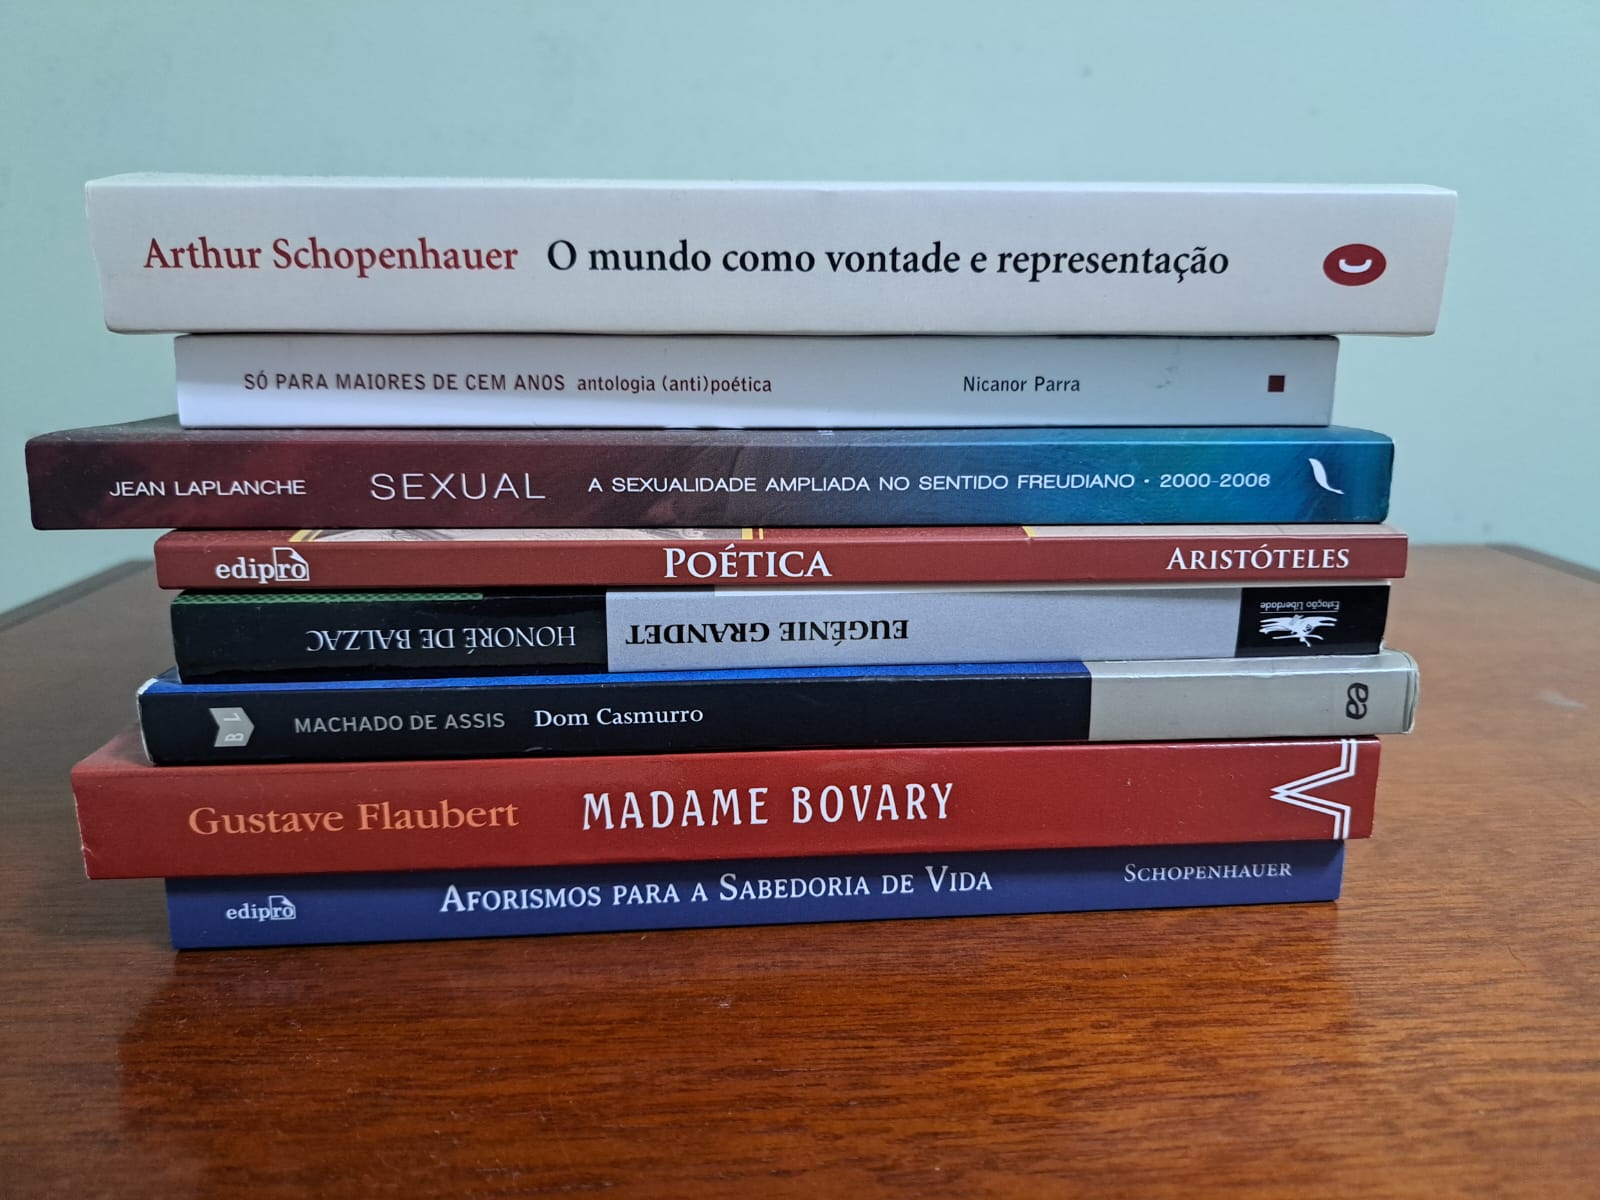 Arthur Schopenhauer O mundo como vontade e representação
SÓ PARA MAIORES DE CEM ANOS antologia (anti)poética Nicanor Parra
JEAN LAPLANCHE SEXUAL A SEXUALIDADE AMPLIADA NO SENTIDO FREUDIANO • 2000-2006
edipro POÉTICA ARISTÓTELES
HONORÉ DE BALZAC EUGÉNIE GRANDET Estação Liberdade
BL MACHADO DE ASSIS Dom Casmurro ea
Gustave Flaubert MADAME BOVARY
edipro AFORISMOS PARA A SABEDORIA DE VIDA SCHOPENHAUER